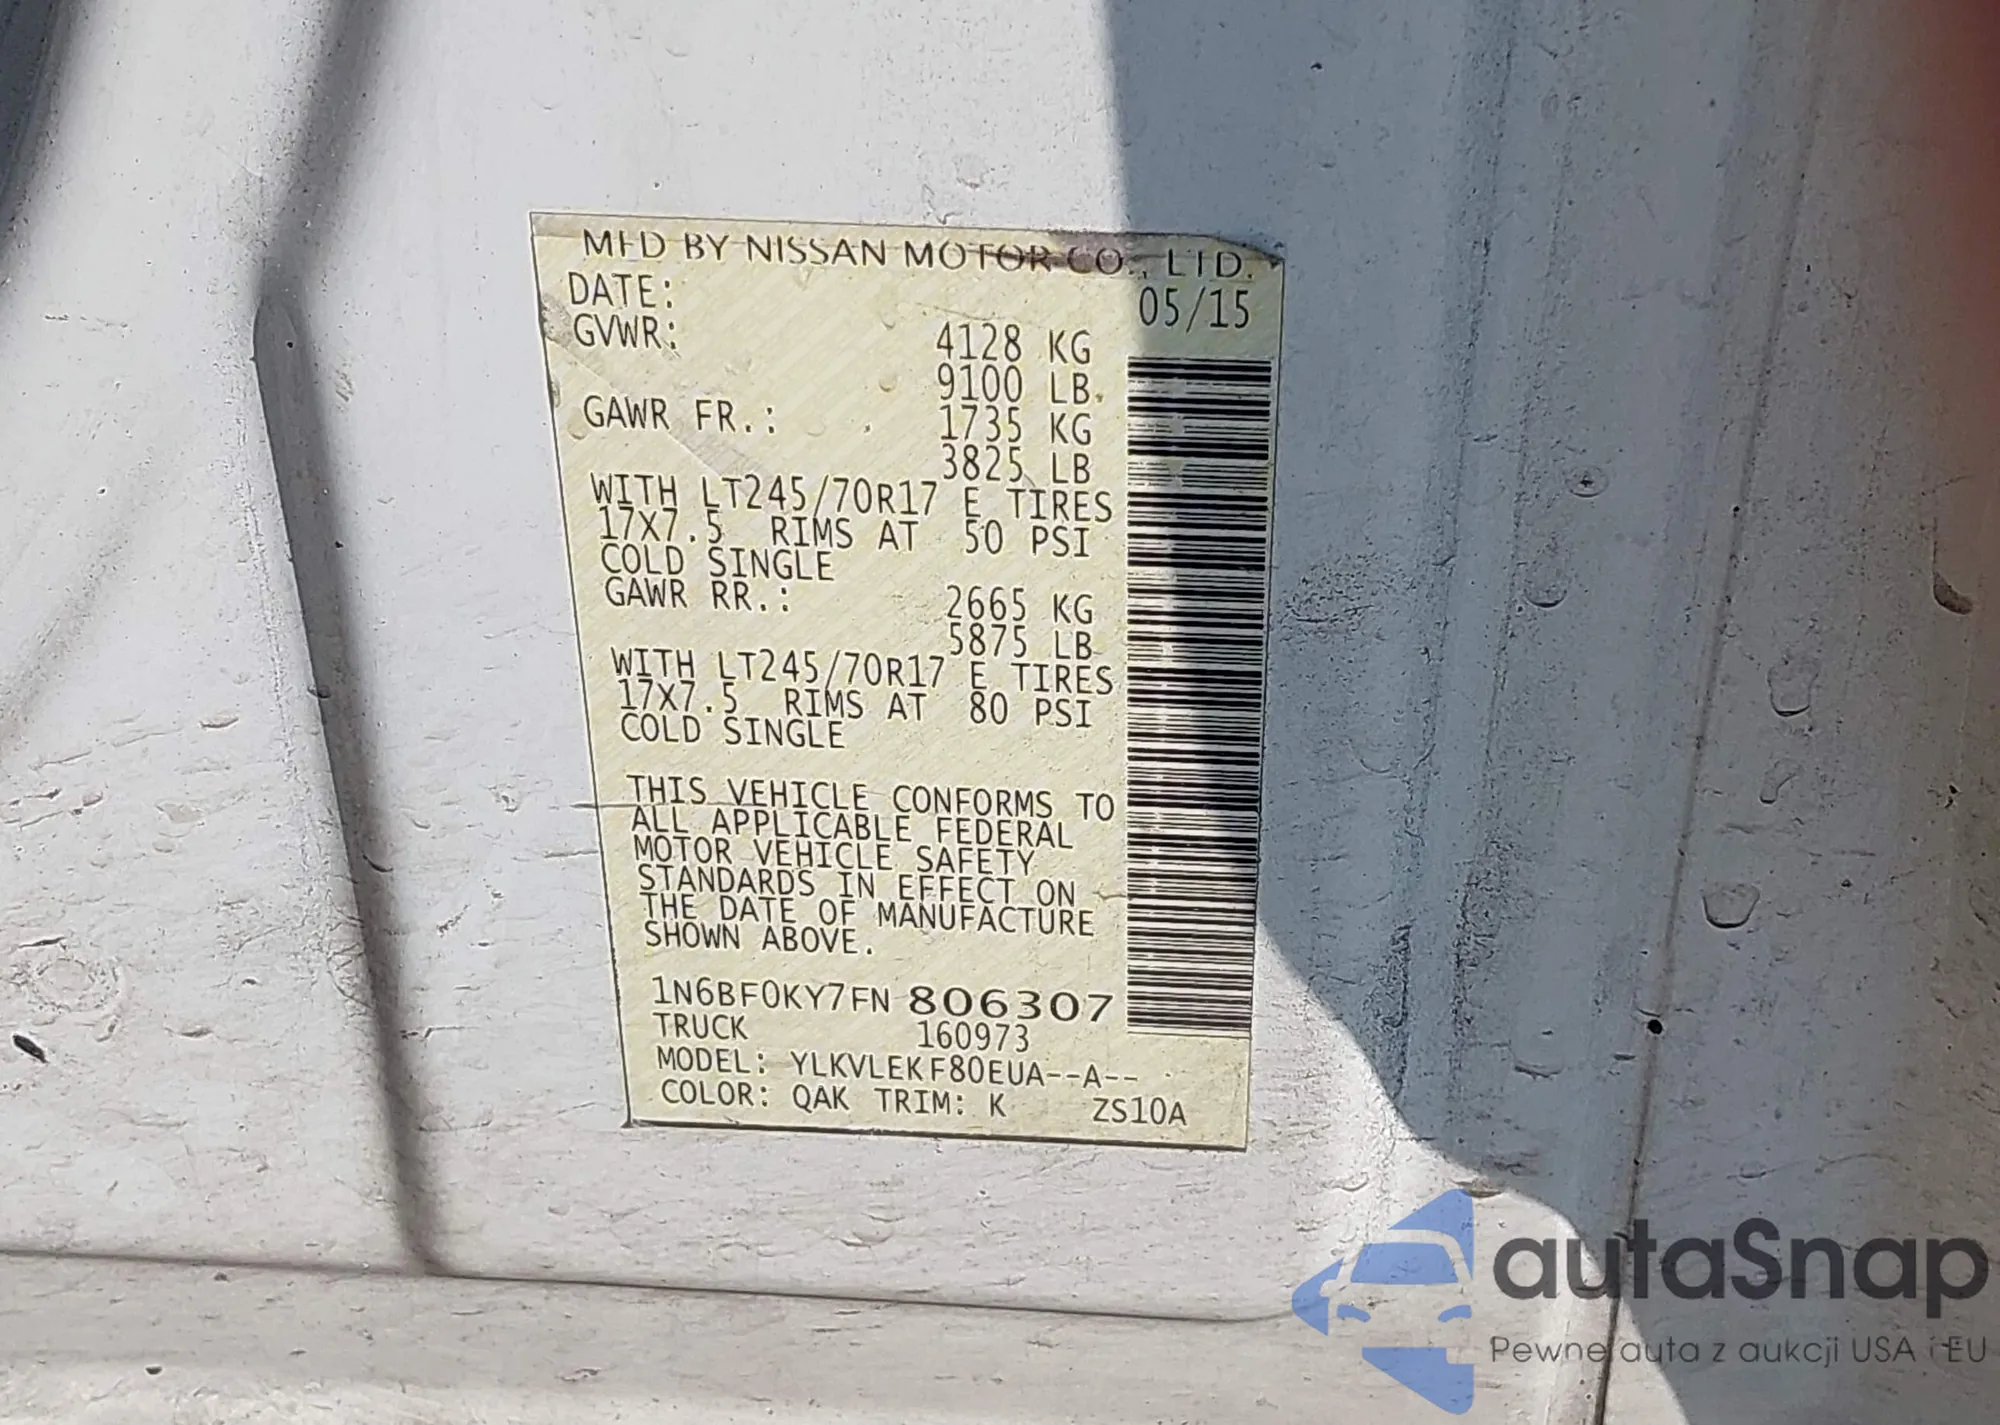 MFD BY NISSAN MOTOR CO., LTD.
DATE: 05/15
GVWR: 4128 KG
9100 LB
GAWR FR.: 1735 KG
3825 LB
WITH LT245/70R17 E TIRES
17X7.5 RIMS AT 50 PSI
COLD SINGLE
GAWR RR.: 2665 KG
5875 LB
WITH LT245/70R17 E TIRES
17X7.5 RIMS AT 80 PSI
COLD SINGLE
THIS VEHICLE CONFORMS TO
ALL APPLICABLE FEDERAL
MOTOR VEHICLE SAFETY
STANDARDS IN EFFECT ON
THE DATE OF MANUFACTURE
SHOWN ABOVE.
1N6BF0KY7FN 806307
TRUCK 160973
MODEL: YLKVLEKF80EUA--A--
COLOR: QAK TRIM: K ZS10A
autaSnap
Pewne auta z aukcji USA i EU